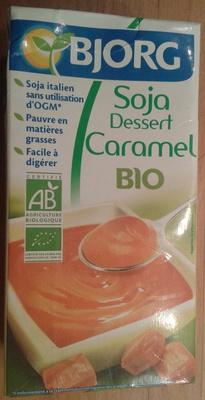 BJORG
• Soja italien
sans utilisation
d'OGM*
• Pauvre en
matières
grasses
• Facile à
digérer
Soja
Dessert
Caramel
BIO
CERTIFIÉ
AB
AGRICULTURE
BIOLOGIQUE